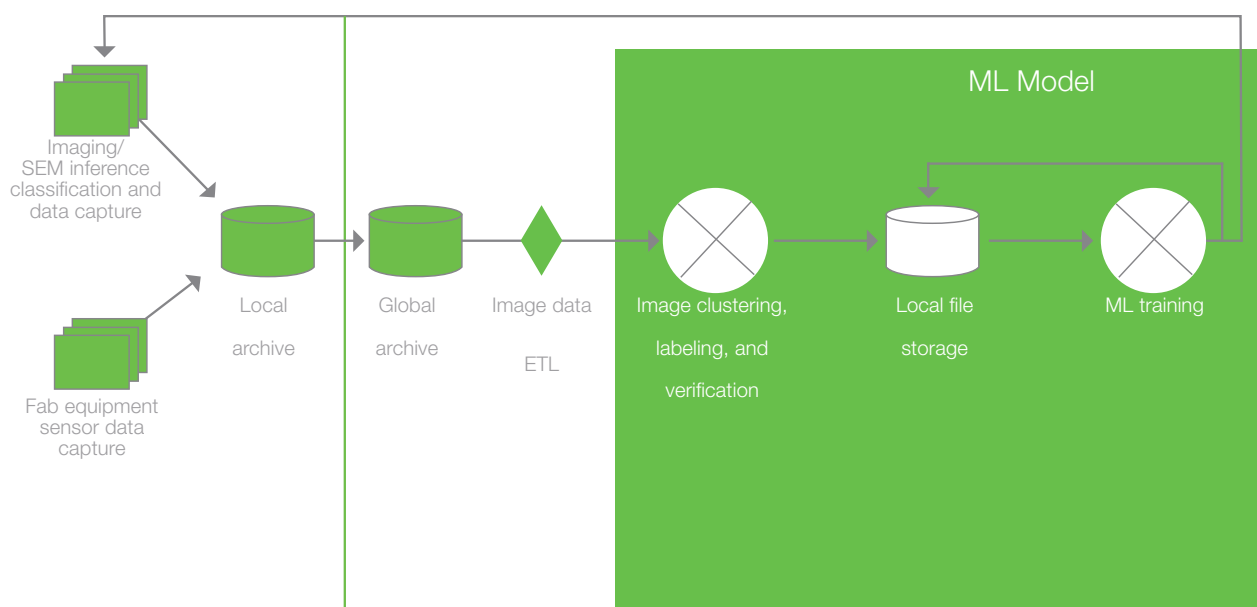 ML Model
Imaging/
SEM inference
classification and
data capture
Local
archive
Global
archive
Image data
ETL
Image clustering,
labeling, and
verification
Local file
storage
ML training
Fab equipment
sensor data
capture